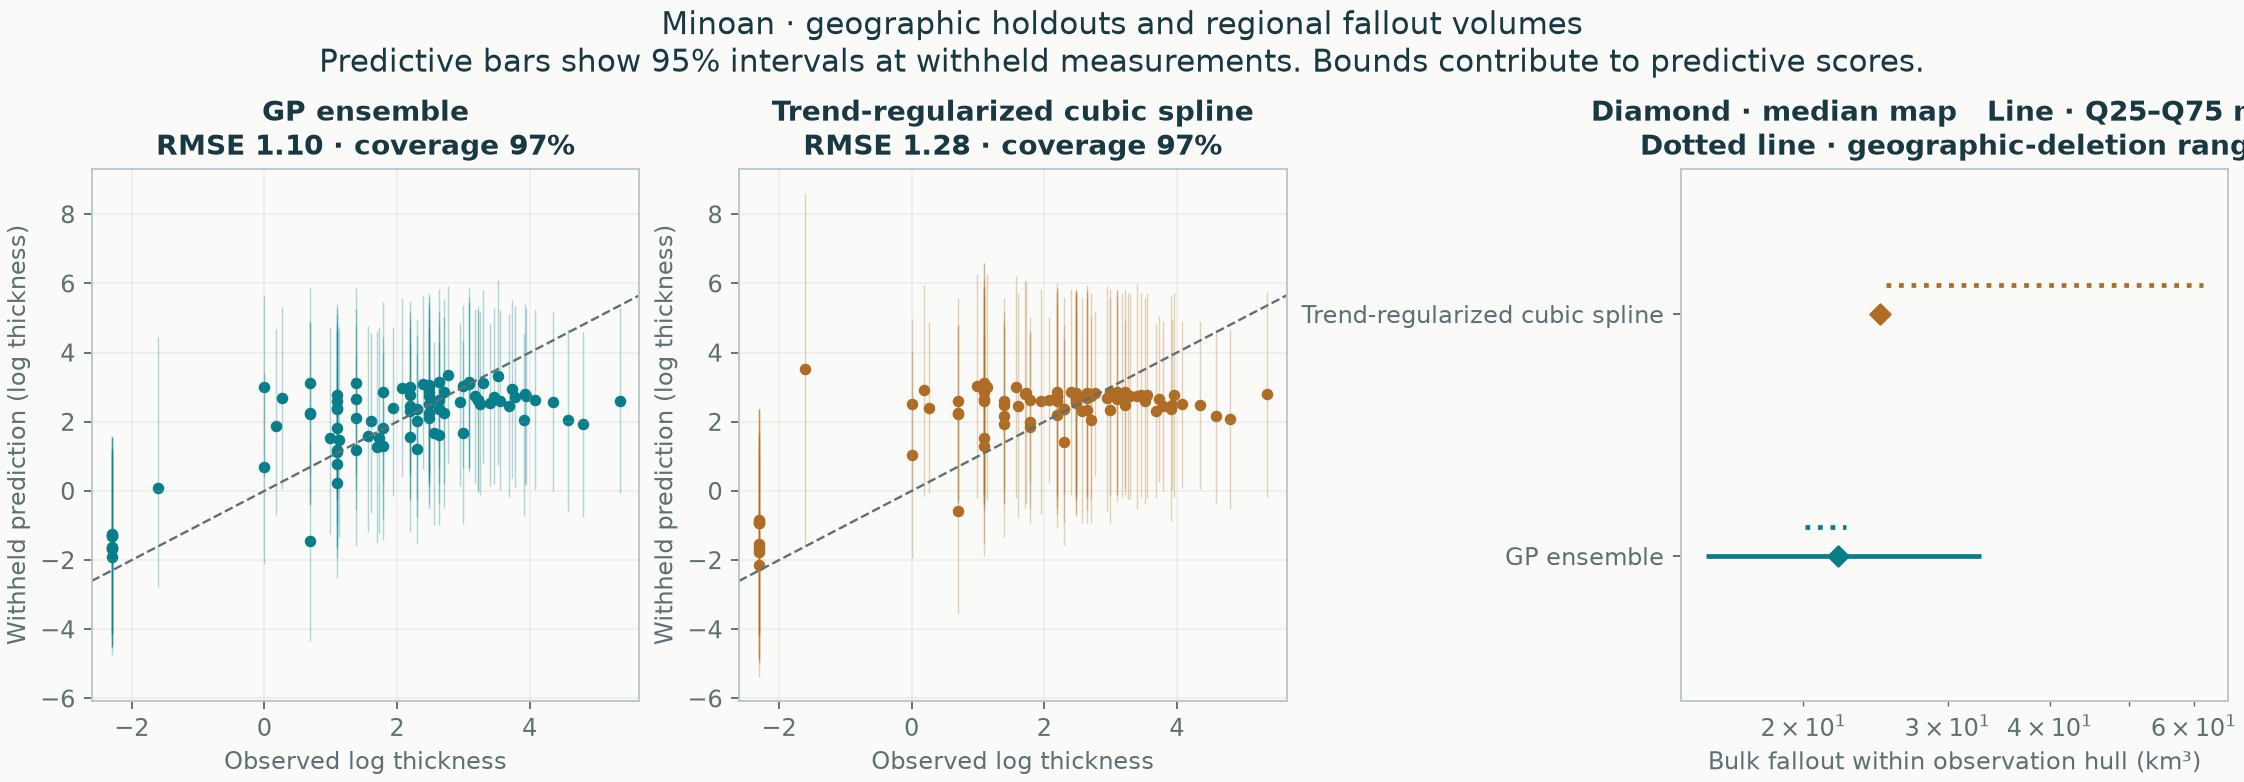 Minoan · geographic holdouts and regional fallout volumes
Predictive bars show 95% intervals at withheld measurements. Bounds contribute to predictive scores.
GP ensemble
RMSE 1.10 · coverage 97%
Withheld prediction (log thickness)
8
6
4
2
0
−2
−4
−6
−2 0 2 4
Observed log thickness
Trend-regularized cubic spline
RMSE 1.28 · coverage 97%
Withheld prediction (log thickness)
8
6
4
2
0
−2
−4
−6
−2 0 2 4
Observed log thickness
Diamond · median map Line · Q25–Q75
Dotted line · geographic-deletion rang
Trend-regularized cubic spline
GP ensemble
2 × 10¹ 3 × 10¹ 4 × 10¹ 6 × 10¹
Bulk fallout within observation hull (km³)